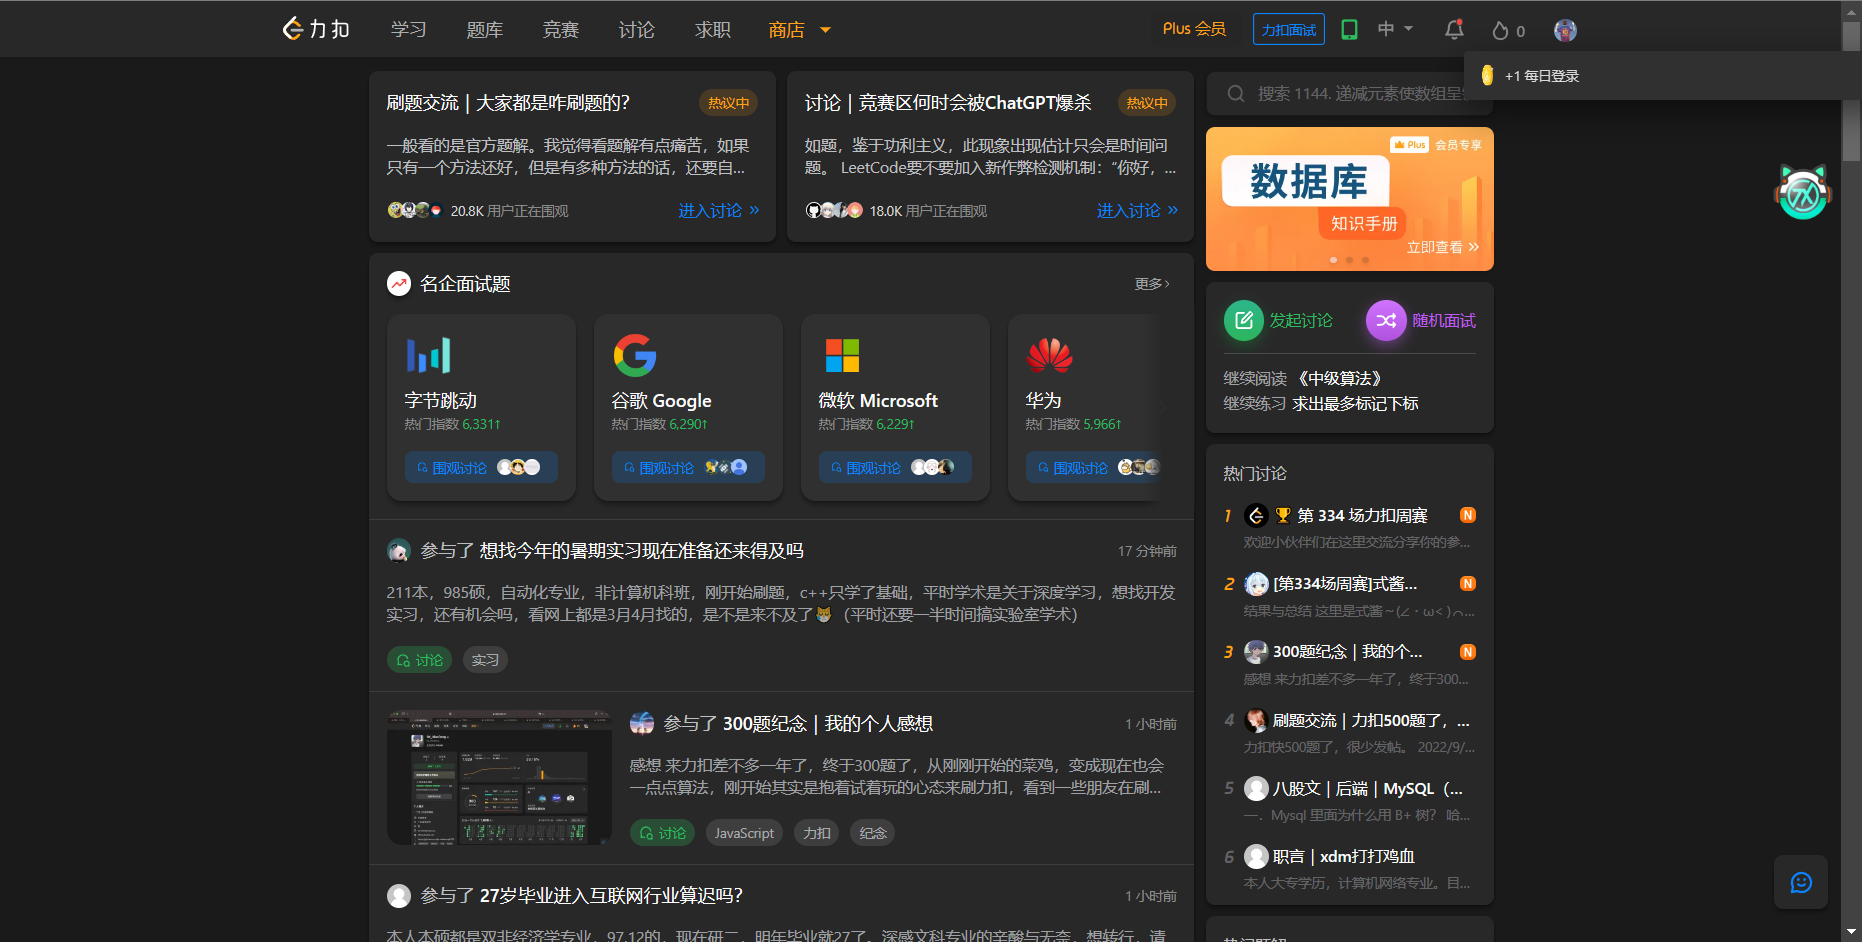 力扣
学习
题库
竞赛
讨论
求职
商店
Plus 会员
力扣面试
中
0
+1 每日登录
刷题交流 | 大家都是咋刷题的？
热议中
一般看的是官方题解。我觉得看题解有点痛苦，如果
只有一个方法还好，但是有多种方法的话，还要自...
20.8K 用户正在围观
进入讨论 »
讨论 | 竞赛区何时会被ChatGPT爆杀
热议中
如题，鉴于功利主义，此现象出现估计只会是时间问
题。 LeetCode要不要加入新作弊检测机制：“你好，...
18.0K 用户正在围观
进入讨论 »
搜索 1144. 递减元素使数组呈
Plus 会员专享
数据库
知识手册
立即查看 »
名企面试题
更多 ›
字节跳动
热门指数 6,331↑
围观讨论
谷歌 Google
热门指数 6,290↑
围观讨论
微软 Microsoft
热门指数 6,229↑
围观讨论
华为
热门指数 5,966↑
围观讨论
发起讨论
随机面试
继续阅读 《中级算法》
继续练习 求出最多标记下标
参与了 想找今年的暑期实习现在准备还来得及吗
17 分钟前
211本，985硕，自动化专业，非计算机科班，刚开始刷题，c++只学了基础，平时学术是关于深度学习，想找开发
实习，还有机会吗，看网上都是3月4月找的，是不是来不及了😿（平时还要一半时间搞实验室学术）
讨论
实习
参与了 300题纪念 | 我的个人感想
1 小时前
感想 来力扣差不多一年了，终于300题了，从刚刚开始的菜鸡，变成现在也会
一点点算法，刚开始其实是抱着试着玩的心态来刷力扣，看到一些朋友在刷...
讨论
JavaScript
力扣
纪念
参与了 27岁毕业进入互联网行业算迟吗？
1 小时前
本人本硕都是双非经济学专业，97.12的，现在研二，明年毕业就27了。深感文科专业的辛酸与无奈，想转行，请
热门讨论
1 🏆 第 334 场力扣周赛 N
欢迎小伙伴们在这里交流分享你的参...
2 [第334场周赛]式酱... N
结果与总结 这里是式酱～(∠・ω< )⌒...
3 300题纪念 | 我的个... N
感想 来力扣差不多一年了，终于300...
4 刷题交流 | 力扣500题了，...
力扣快500题了，很少发帖。 2022/9/...
5 八股文 | 后端 | MySQL（...
一．Mysql 里面为什么用 B+ 树？ 哈...
6 职言 | xdm打打鸡血
本人大专学历，计算机网络专业。目...
热门题解